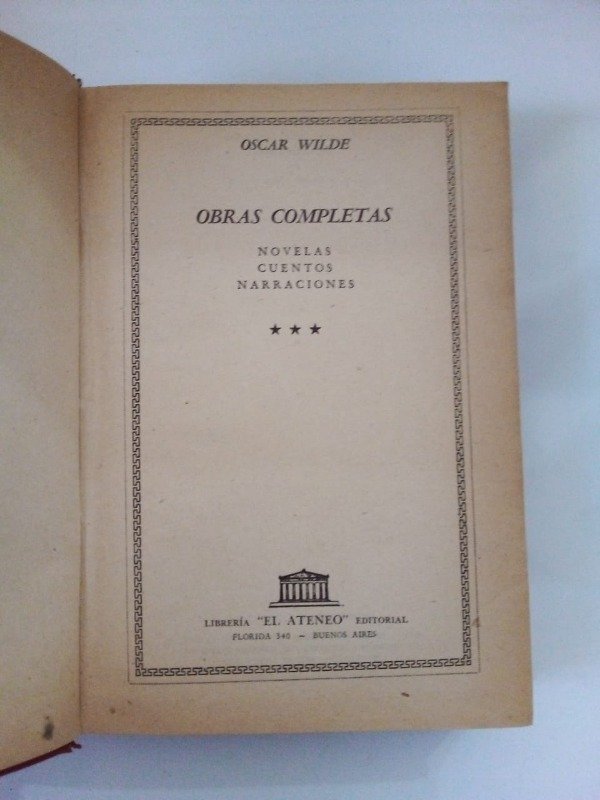 OSCAR WILDE
OBRAS COMPLETAS
NOVELAS
CUENTOS
NARRACIONES
★ ★ ★
LIBRERÍA "EL ATENEO" EDITORIAL
FLORIDA 340 — BUENOS AIRES